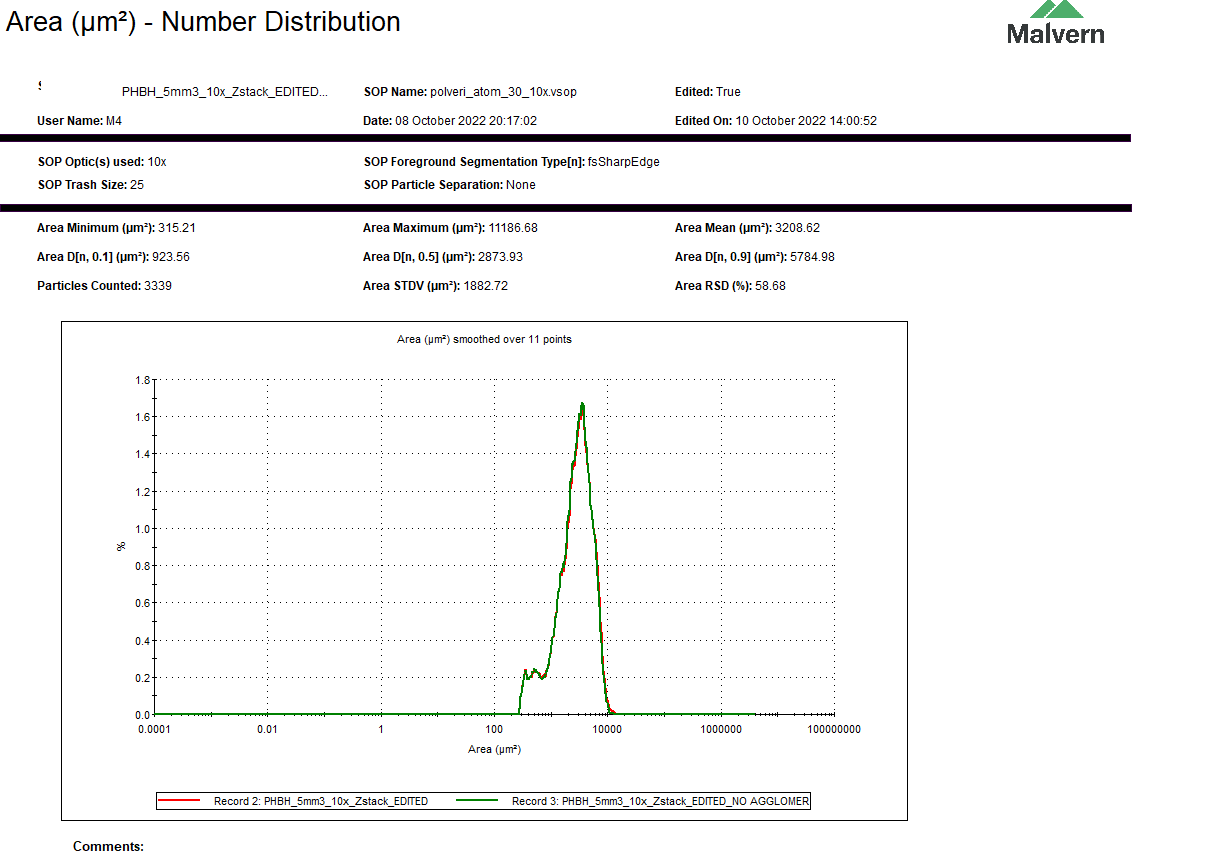 Area (µm²) - Number Distribution
Malvern
PHBH_5mm3_10x_Zstack_EDITED... SOP Name: polveri_atom_30_10x.vsop Edited: True
User Name: M4 Date: 08 October 2022 20:17:02 Edited On: 10 October 2022 14:00:52
SOP Optic(s) used: 10x SOP Foreground Segmentation Type[n]: fsSharpEdge
SOP Trash Size: 25 SOP Particle Separation: None
Area Minimum (µm²): 315.21 Area Maximum (µm²): 11186.68 Area Mean (µm²): 3208.62
Area D[n, 0.1] (µm²): 923.56 Area D[n, 0.5] (µm²): 2873.93 Area D[n, 0.9] (µm²): 5784.98
Particles Counted: 3339 Area STDV (µm²): 1882.72 Area RSD (%): 58.68
Area (µm²) smoothed over 11 points
1.8
1.6
1.4
1.2
1.0
%
0.8
0.6
0.4
0.2
0.0
0.0001 0.01 1 100 10000 1000000 100000000
Area (µm²)
Record 2: PHBH_5mm3_10x_Zstack_EDITED Record 3: PHBH_5mm3_10x_Zstack_EDITED_NO AGGLOMER
Comments: